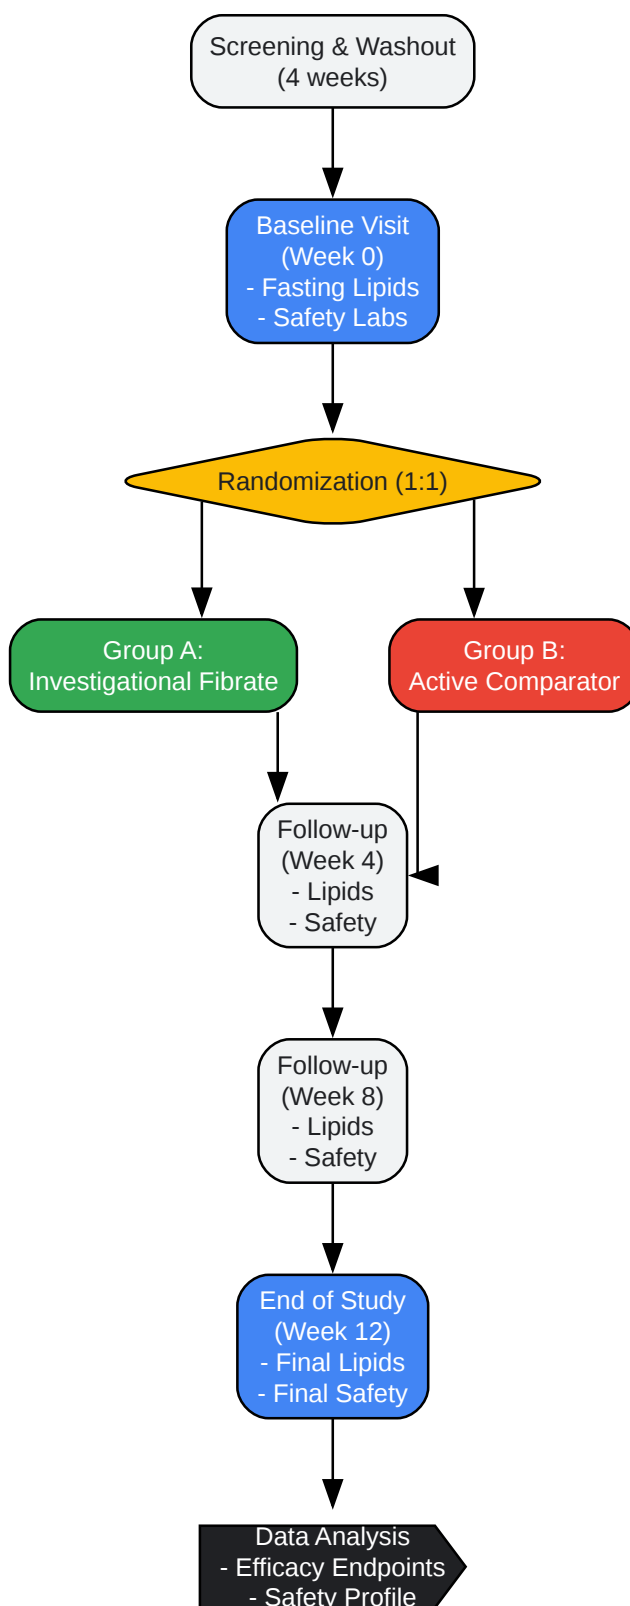 Screening & Washout
(4 weeks)
Baseline Visit
(Week 0)
- Fasting Lipids
- Safety Labs
Randomization (1:1)
Group A:
Investigational Fibrate
Group B:
Active Comparator
Follow-up
(Week 4)
- Lipids
- Safety
Follow-up
(Week 8)
- Lipids
- Safety
End of Study
(Week 12)
- Final Lipids
- Final Safety
Data Analysis
- Efficacy Endpoints
- Safety Profile